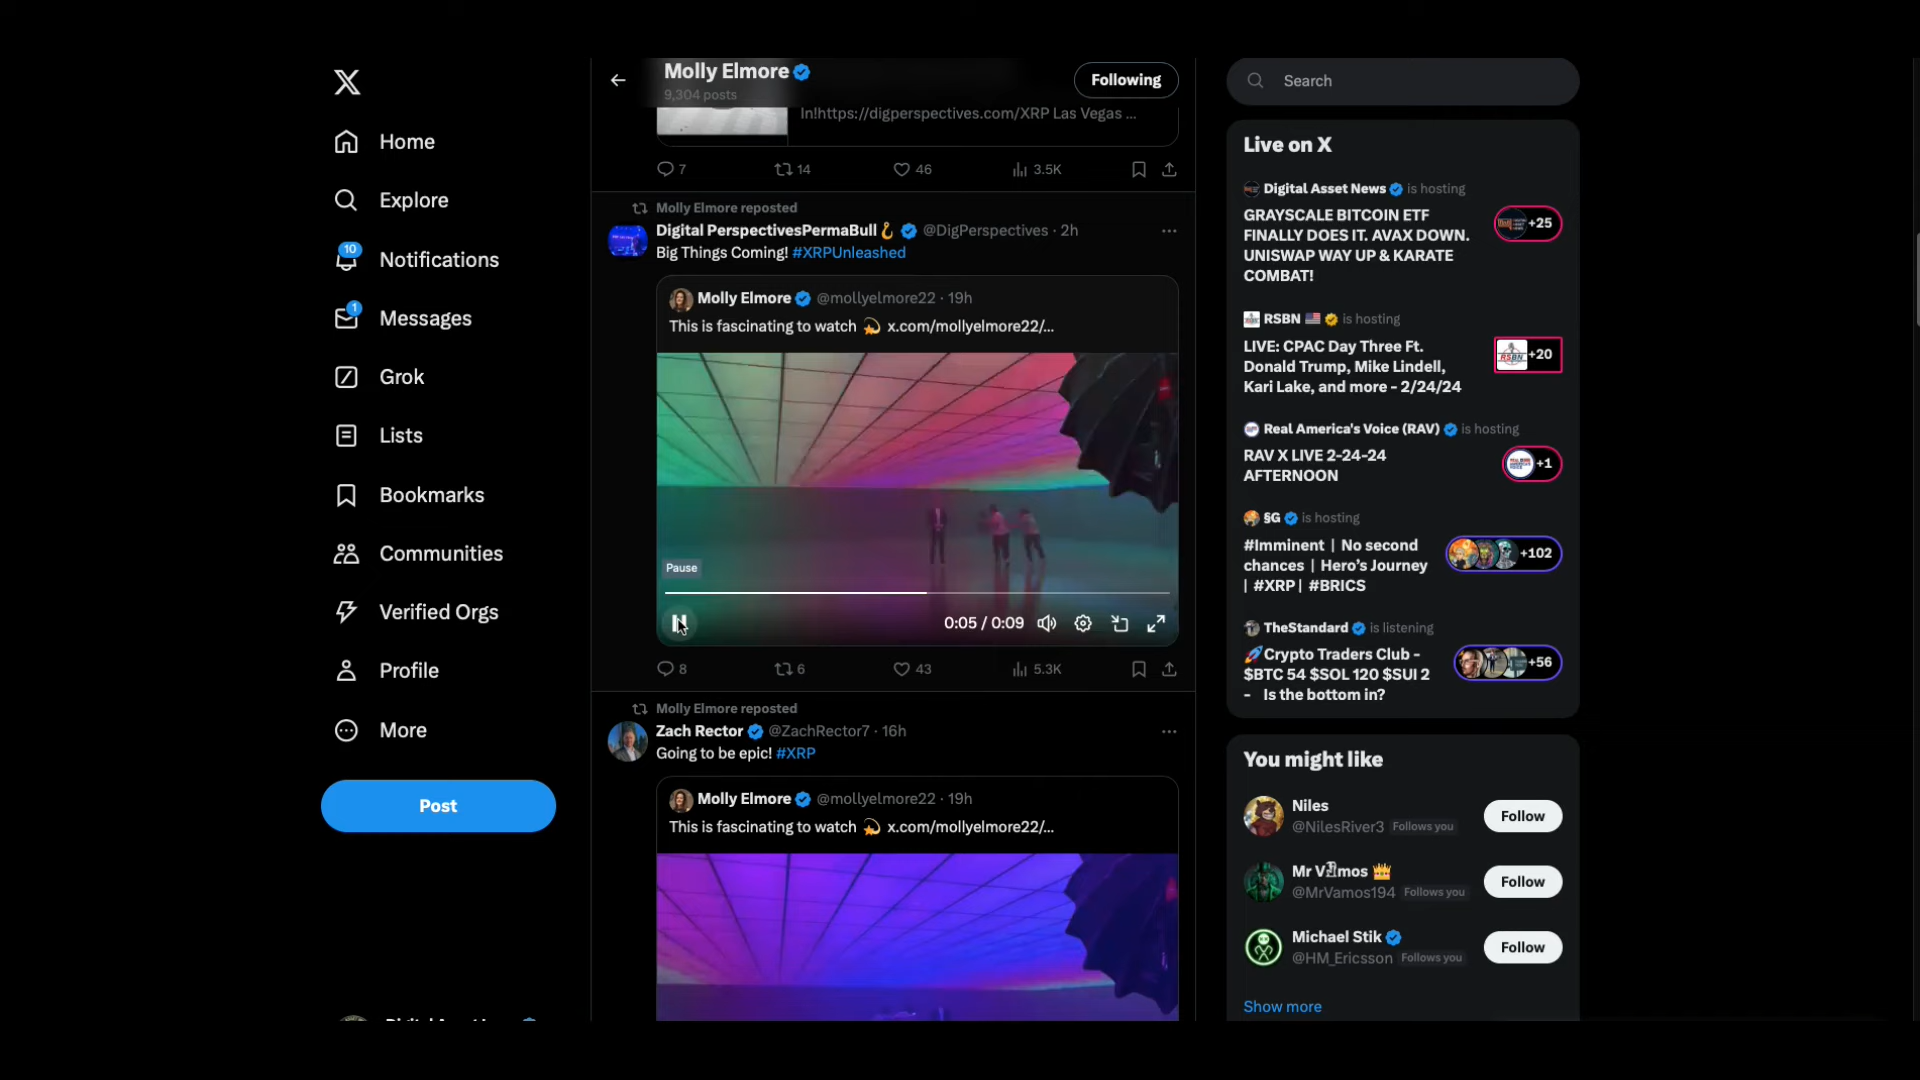 Home
Explore
10
Notifications
1
Messages
Grok
Lists
Bookmarks
Communities
Verified Orgs
Profile
More
Post
Molly Elmore
9,304 posts
Following
In!https://digperspectives.com/XRP Las Vegas ...
7 14 46 3.5K
Molly Elmore reposted
Digital PerspectivesPermaBull @DigPerspectives · 2h
Big Things Coming! #XRPUnleashed
Molly Elmore @mollyelmore22 · 19h
This is fascinating to watch 💫 x.com/mollyelmore22/...
Pause
0:05 / 0:09
8 6 43 5.3K
Molly Elmore reposted
Zach Rector @ZachRector7 · 16h
Going to be epic! #XRP
Molly Elmore @mollyelmore22 · 19h
This is fascinating to watch 💫 x.com/mollyelmore22/...
Search
Live on X
Digital Asset News is hosting
GRAYSCALE BITCOIN ETF
FINALLY DOES IT. AVAX DOWN.
UNISWAP WAY UP & KARATE
COMBAT!
+25
RSBN 🇺🇸 is hosting
LIVE: CPAC Day Three Ft.
Donald Trump, Mike Lindell,
Kari Lake, and more - 2/24/24
RSBN
+20
Real America's Voice (RAV) is hosting
RAV X LIVE 2-24-24
AFTERNOON
+1
§G is hosting
#Imminent | No second
chances | Hero's Journey
| #XRP | #BRICS
+102
TheStandard is listening
🚀Crypto Traders Club -
$BTC 54 $SOL 120 $SUI 2
- Is the bottom in?
+56
You might like
Niles
@NilesRiver3 Follows you
Follow
Mr Vamos 👑
@MrVamos194 Follows you
Follow
Michael Stik
@HM_Ericsson Follows you
Follow
Show more